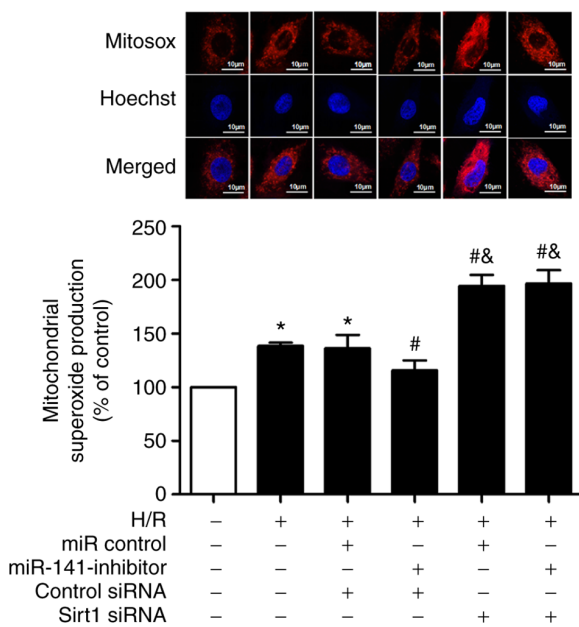 Mitosox
10μm 10μm 10μm 10μm 10μm 10μm
Hoechst
10μm 10μm 10μm 10μm 10μm 10μm
Merged
10μm 10μm 10μm 10μm 10μm 10μm
Mitochondrial
superoxide production
(% of control)
250
200
150
100
50
0
* * # #& #&
H/R – + + + + +
miR control – – + – + –
miR-141-inhibitor – – – + – +
Control siRNA – – + + – –
Sirt1 siRNA – – – – + +